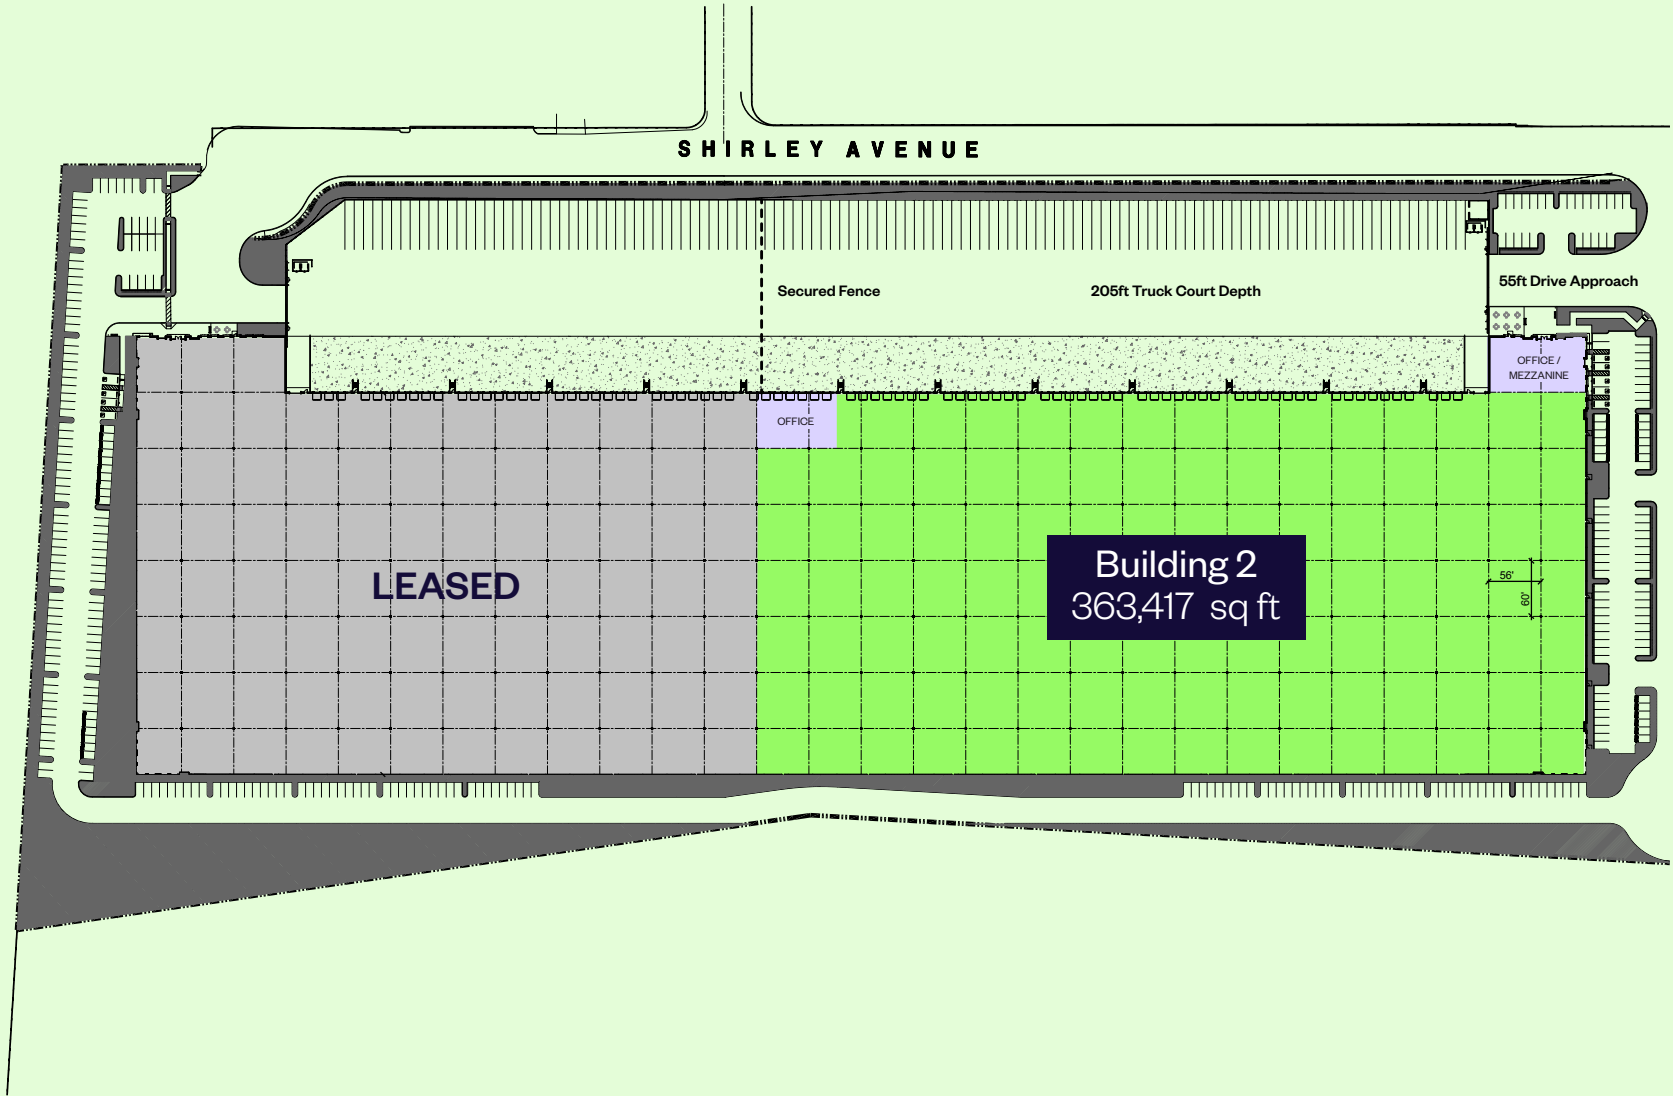 SHIRLEY AVENUE
Secured Fence
205ft Truck Court Depth
55ft Drive Approach
OFFICE /
MEZZANINE
OFFICE
LEASED
Building 2
363,417 sq ft
56'
60'